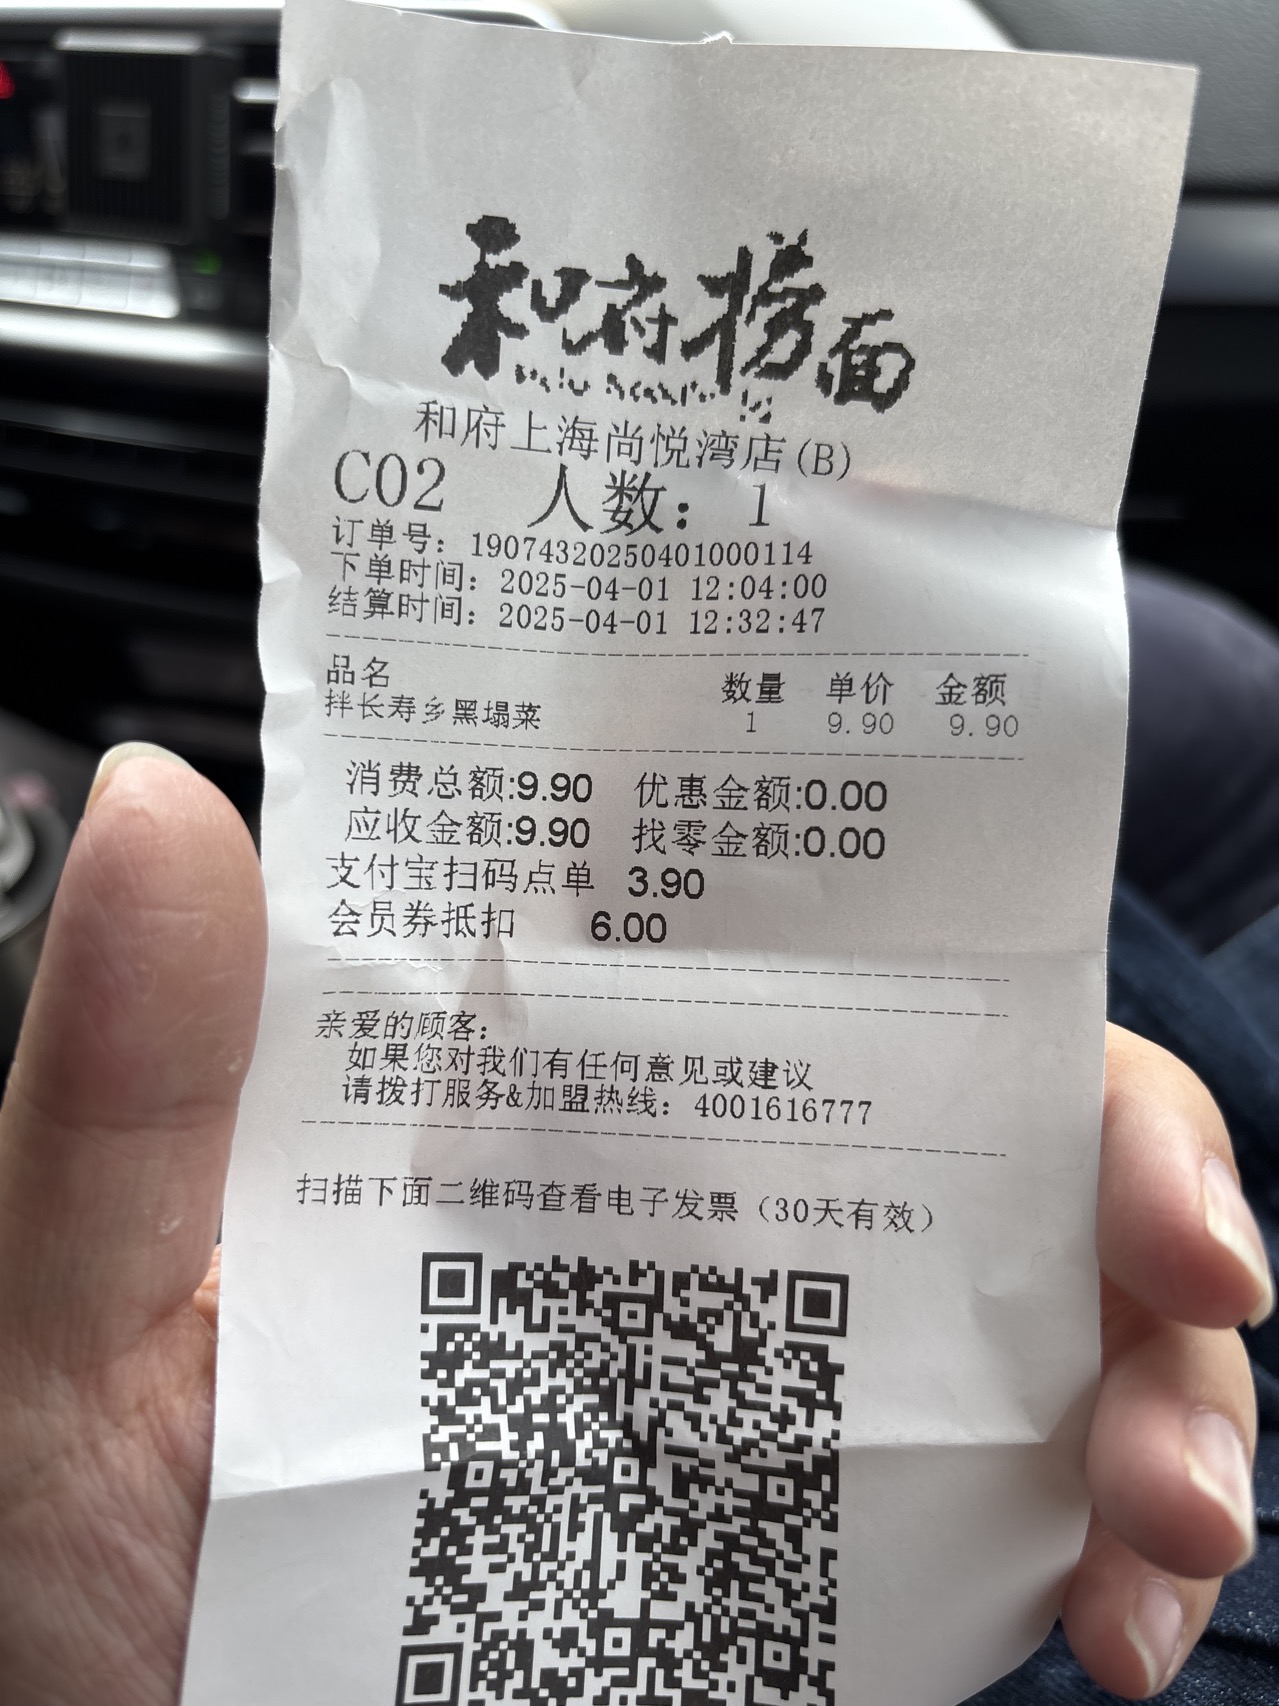 和府捞面
和府上海尚悦湾店(B)
C02 人数: 1
订单号: 19074320250401000114
下单时间: 2025-04-01 12:04:00
结算时间: 2025-04-01 12:32:47
品名 数量 单价 金额
拌长寿乡黑塌菜 1 9.90 9.90
消费总额:9.90 优惠金额:0.00
应收金额:9.90 找零金额:0.00
支付宝扫码点单 3.90
会员券抵扣 6.00
亲爱的顾客:
如果您对我们有任何意见或建议
请拨打服务&加盟热线: 4001616777
扫描下面二维码查看电子发票（30天有效）